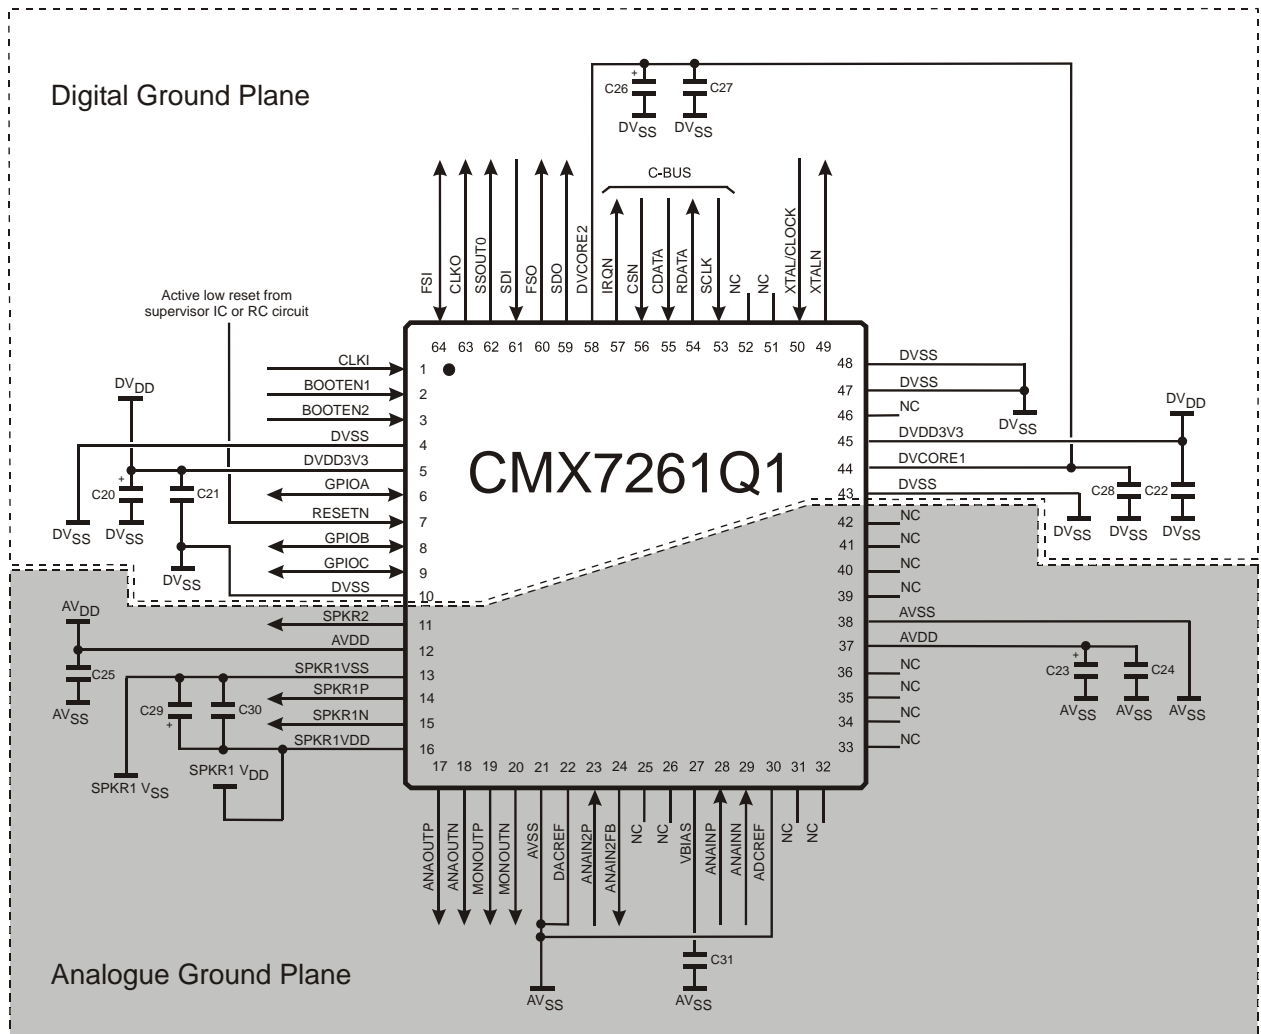 Digital Ground Plane
C26
+
C27
DVSS
DVSS
C-BUS
FSI
CLKO
SSOUT0
SDI
FSO
SDO
DVCORE2
IRQN
CSN
CDATA
RDATA
SCLK
NC
NC
XTAL/CLOCK
XTALN
Active low reset from
supervisor IC or RC circuit
64 63 62 61 60 59 58 57 56 55 54 53 52 51 50 49
CMX7261Q1
CLKI 1
BOOTEN1 2
BOOTEN2 3
DVSS 4
DVDD3V3 5
GPIOA 6
RESETN 7
GPIOB 8
GPIOC 9
DVSS 10
SPKR2 11
AVDD 12
SPKR1VSS 13
SPKR1P 14
SPKR1N 15
SPKR1VDD 16
DVDD
+
C20
C21
DVSS
DVSS
DVSS
AVDD
C25
AVSS
C29
+
C30
SPKR1 VSS
SPKR1 VDD
48 DVSS
47 DVSS
46 NC
45 DVDD3V3
44 DVCORE1
43 DVSS
42 NC
41 NC
40 NC
39 NC
38 AVSS
37 AVDD
36 NC
35 NC
34 NC
33 NC
DVSS
DVDD
C28
C22
DVSS
DVSS
DVSS
+
C23
C24
AVSS
AVSS
AVSS
17 18 19 20 21 22 23 24 25 26 27 28 29 30 31 32
ANAOUTP
ANAOUTN
MONOUTP
MONOUTN
AVSS
DACREF
ANAIN2P
ANAIN2FB
NC
NC
VBIAS
ANAINP
ANAINN
ADCREF
NC
NC
C31
AVSS
AVSS
Analogue Ground Plane